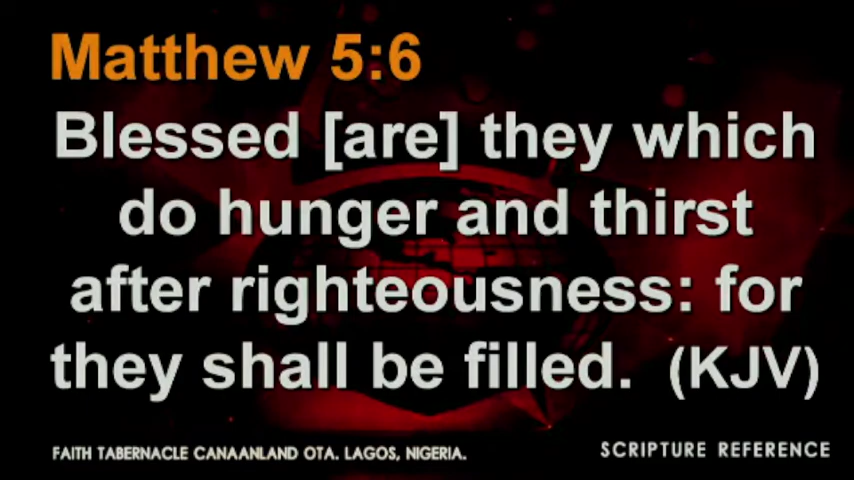 Matthew 5:6
Blessed [are] they which
do hunger and thirst
after righteousness: for
they shall be filled. (KJV)
FAITH TABERNACLE CANAANLAND OTA. LAGOS, NIGERIA.
SCRIPTURE REFERENCE